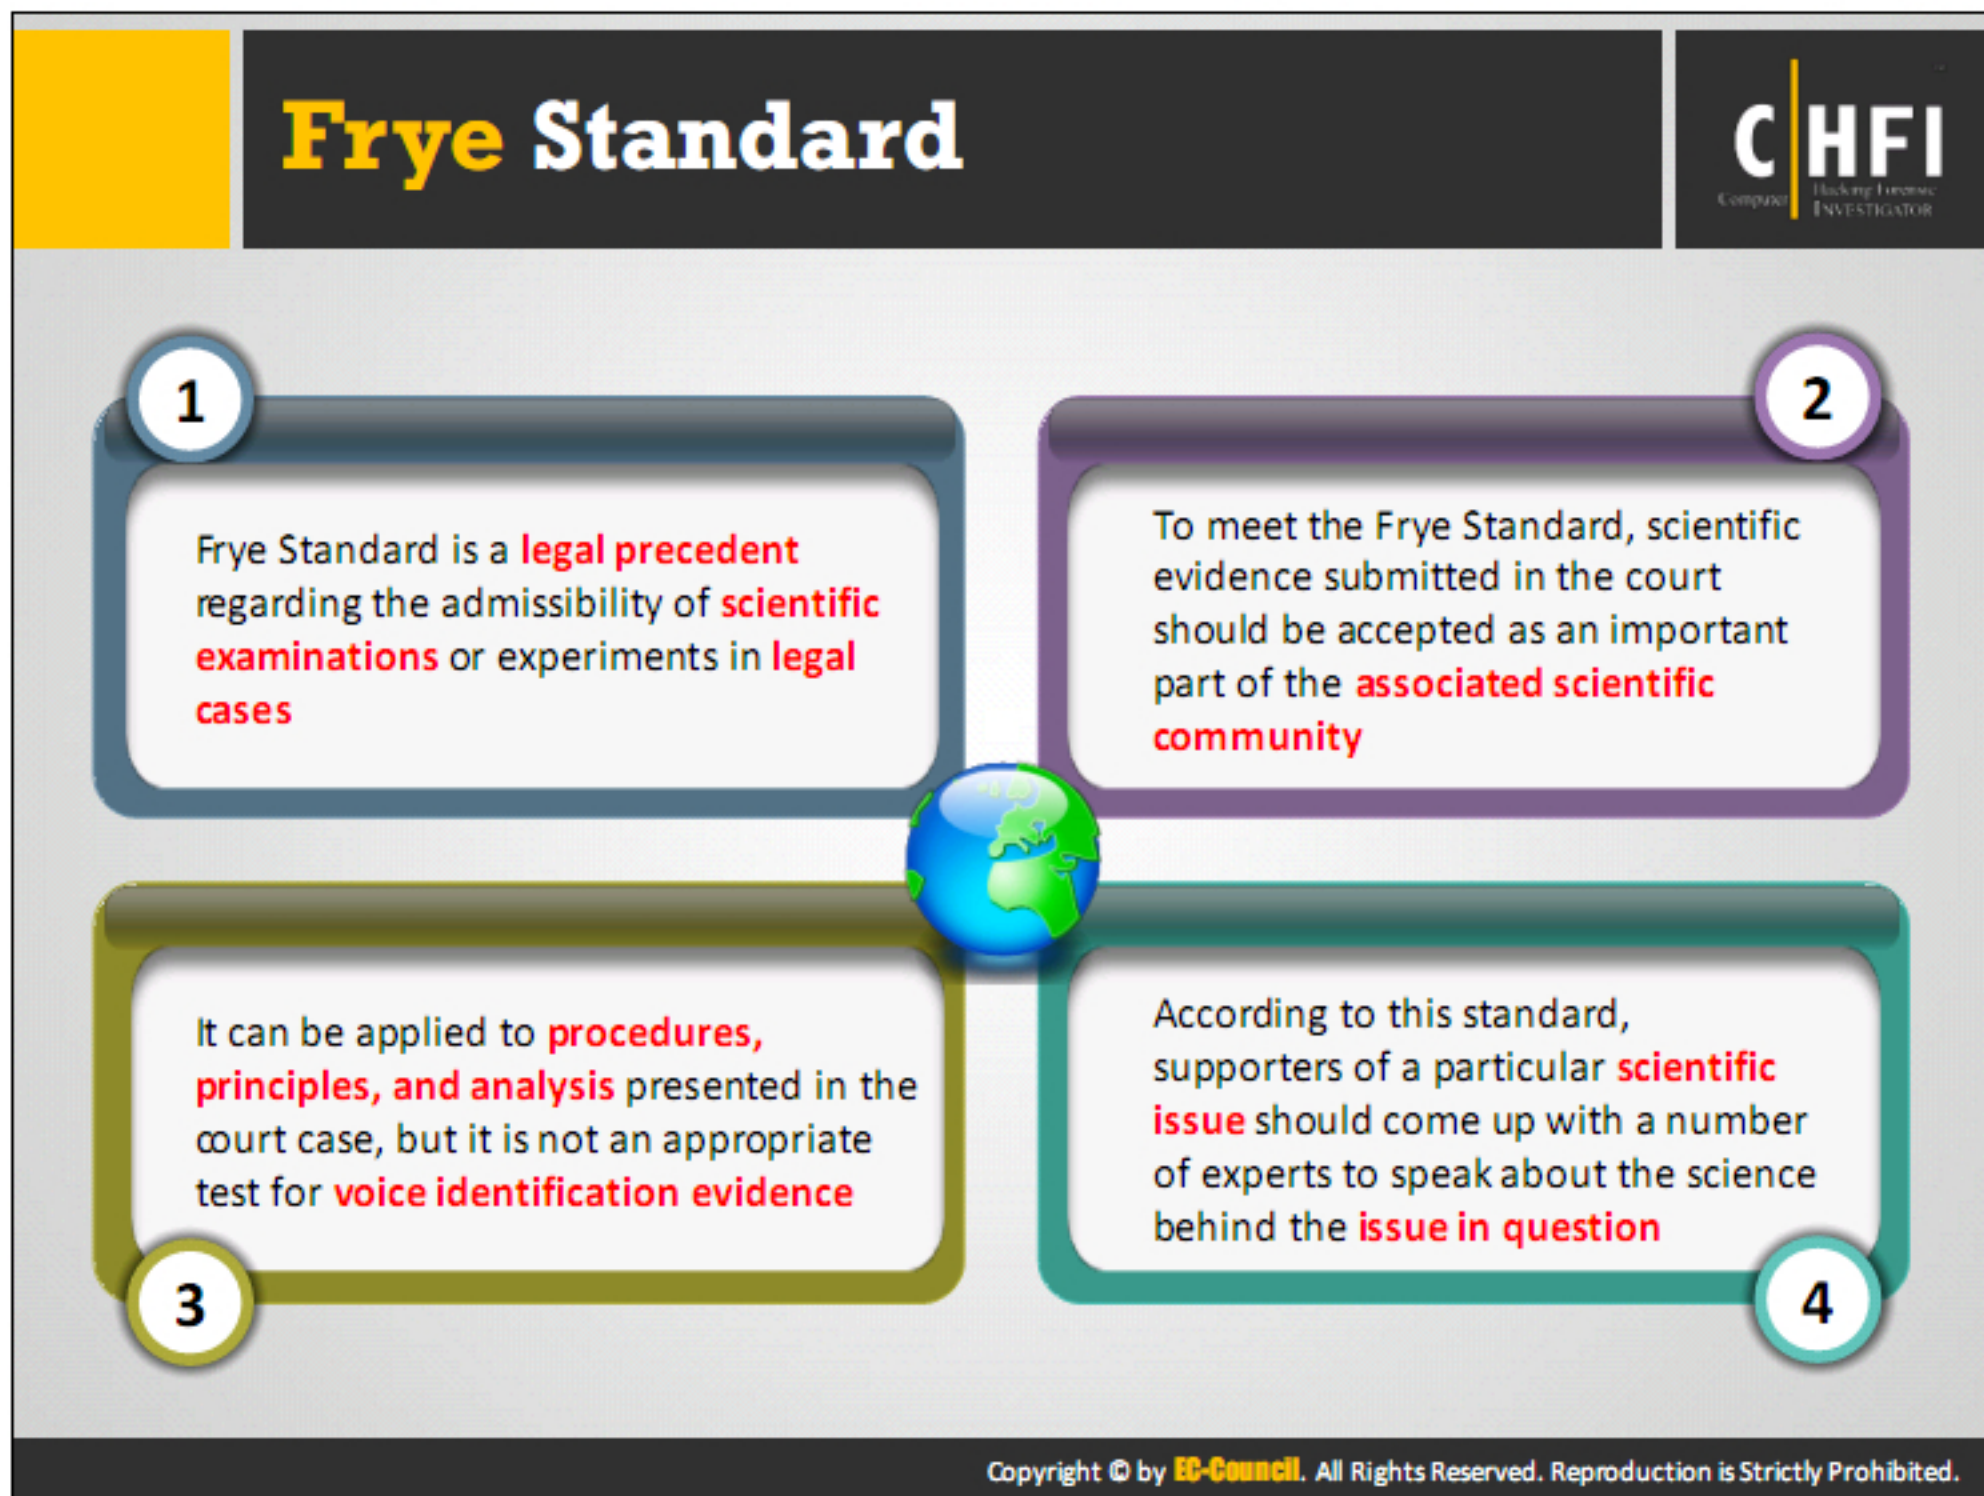 Frye Standard
C HFI
Computer
Hacking Forensic
INVESTIGATOR
1
Frye Standard is a legal precedent
regarding the admissibility of scientific
examinations or experiments in legal
cases
2
To meet the Frye Standard, scientific
evidence submitted in the court
should be accepted as an important
part of the associated scientific
community
It can be applied to procedures,
principles, and analysis presented in the
court case, but it is not an appropriate
test for voice identification evidence
3
According to this standard,
supporters of a particular scientific
issue should come up with a number
of experts to speak about the science
behind the issue in question
4
Copyright © by EC-Council. All Rights Reserved. Reproduction is Strictly Prohibited.